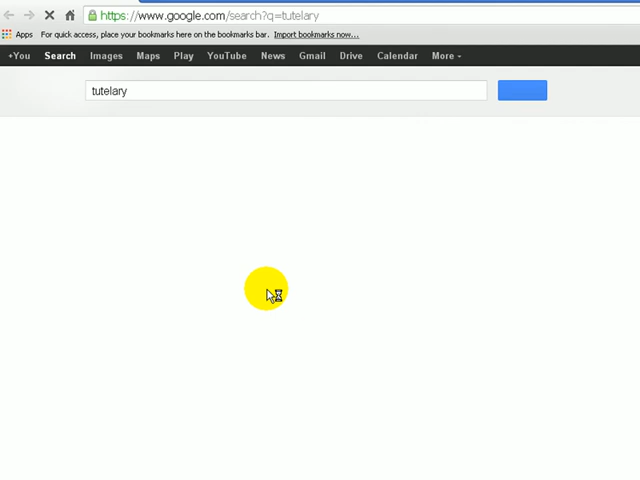 https://www.google.com/search?q=tutelary
Apps For quick access, place your bookmarks here on the bookmarks bar. Import bookmarks now...
+You Search Images Maps Play YouTube News Gmail Drive Calendar More
tutelary